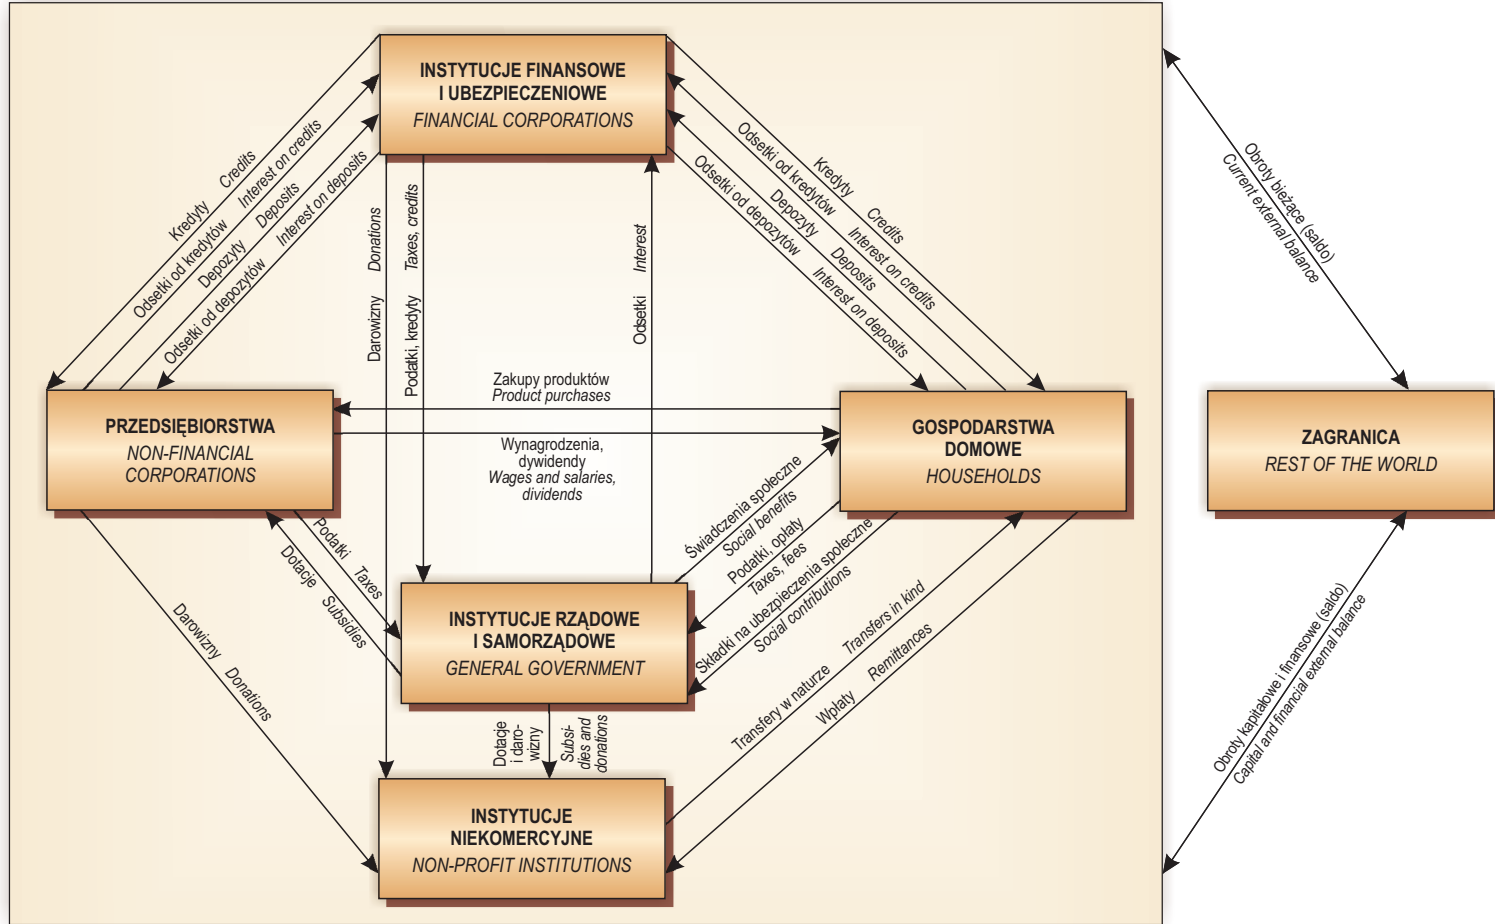 INSTYTUCJE FINANSOWE
I UBEZPIECZENIOWE
FINANCIAL CORPORATIONS
Kredyty Credits
Odsetki od kredytów Interest on credits
Depozyty Deposits
Odsetki od depozytów Interest on deposits
Darowizny Donations
Podatki, kredyty Taxes, credits
Odsetki Interest
Kredyty Credits
Odsetki od kredytów Interest on credits
Depozyty Deposits
Odsetki od depozytów Interest on deposits
Obroty bieżące (saldo)
Current external balance
PRZEDSIĘBIORSTWA
NON-FINANCIAL
CORPORATIONS
Zakupy produktów
Product purchases
Wynagrodzenia,
dywidendy
Wages and salaries,
dividends
GOSPODARSTWA
DOMOWE
HOUSEHOLDS
ZAGRANICA
REST OF THE WORLD
Podatki Taxes
Dotacje Subsidies
Darowizny Donations
Świadczenia społeczne
Social benefits
Podatki, opłaty
Taxes, fees
Składki na ubezpieczenia społeczne
Social contributions
INSTYTUCJE RZĄDOWE
I SAMORZĄDOWE
GENERAL GOVERNMENT
Transfery w naturze Transfers in kind
Wpłaty Remittances
Obroty kapitałowe i finansowe (saldo)
Capital and financial external balance
Dotacje
i daro-
wizny
Subsi-
dies and
donations
INSTYTUCJE
NIEKOMERCYJNE
NON-PROFIT INSTITUTIONS